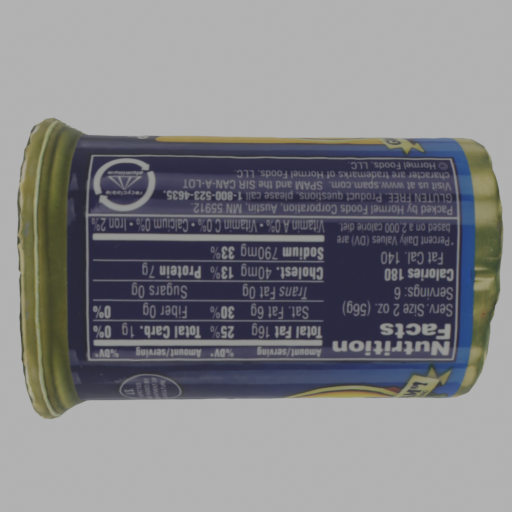 Nutrition
Facts
Serv. Size 2 oz. (56g)
Servings: 6
Calories 180
Fat Cal. 140
*Percent Daily Values (DV) are
based on a 2,000 calorie diet
Amount/serving %DV* Amount/serving %DV*
Total Fat 16g 25% Total Carb. 1g 0%
Sat. Fat 6g 30% Fiber 0g 0%
Trans Fat 0g Sugars 0g
Cholest. 40mg 13% Protein 7g
Sodium 790mg 33%
Vitamin A 0% • Vitamin C 0% • Calcium 0% • Iron 2%
Packed by Hormel Foods Corporation, Austin, MN 55912
GLUTEN FREE. Product questions, please call 1-800-523-4635.
Visit us at www.spam.com. SPAM and the SIR CAN-A-LOT
character are trademarks of Hormel Foods, LLC.
© Hormel Foods, LLC